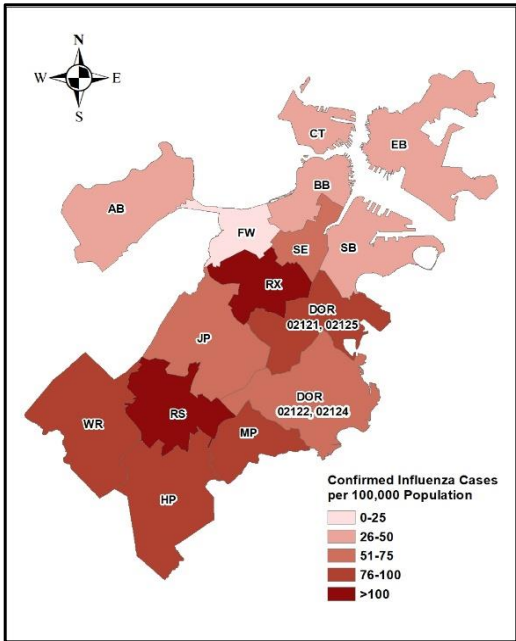 N
W E
S
CT
EB
BB
AB
FW
SE
SB
RX
DOR
02121, 02125
JP
DOR
02122, 02124
RS
WR
MP
HP
Confirmed Influenza Cases
per 100,000 Population
0-25
26-50
51-75
76-100
>100